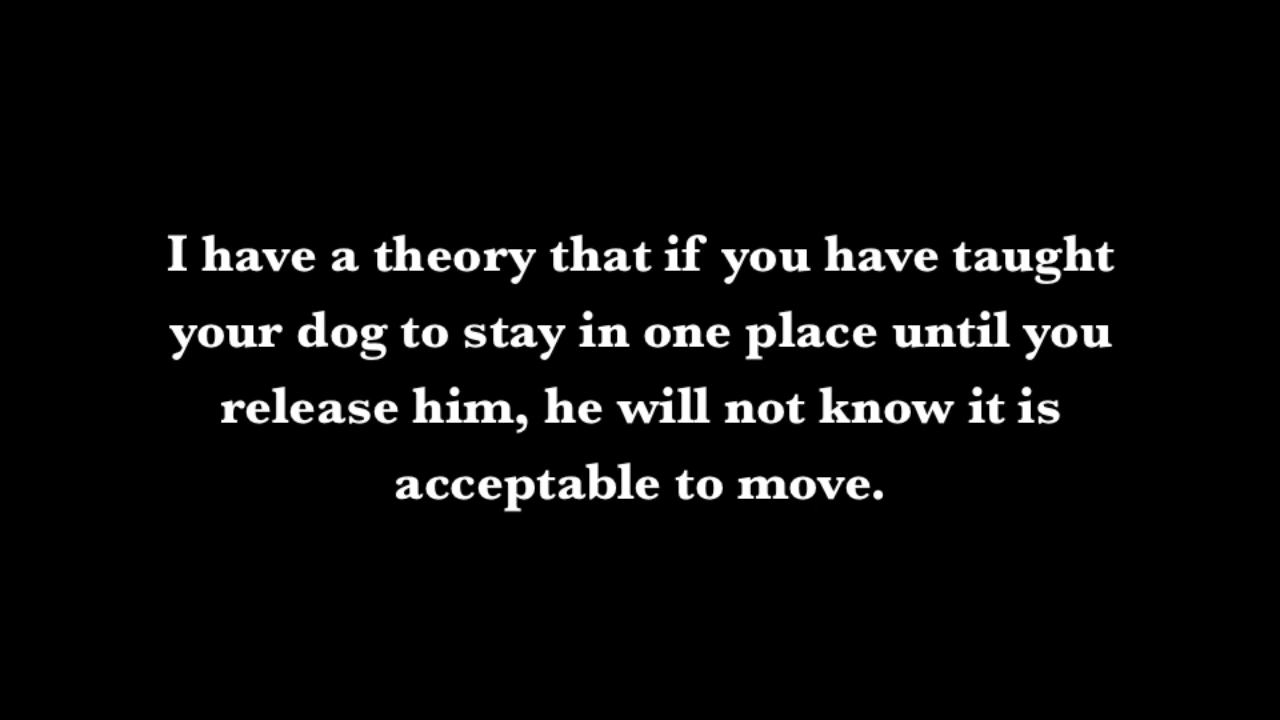 I have a theory that if you have taught
your dog to stay in one place until you
release him, he will not know it is
acceptable to move.